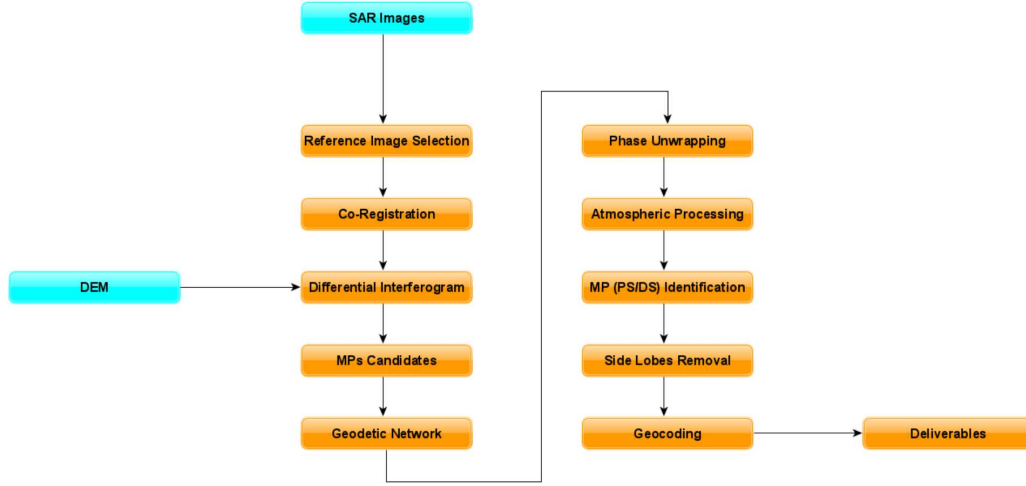 SAR Images
Reference Image Selection
Co-Registration
DEM
Differential Interferogram
MPs Candidates
Geodetic Network
Phase Unwrapping
Atmospheric Processing
MP (PS/DS) Identification
Side Lobes Removal
Geocoding
Deliverables